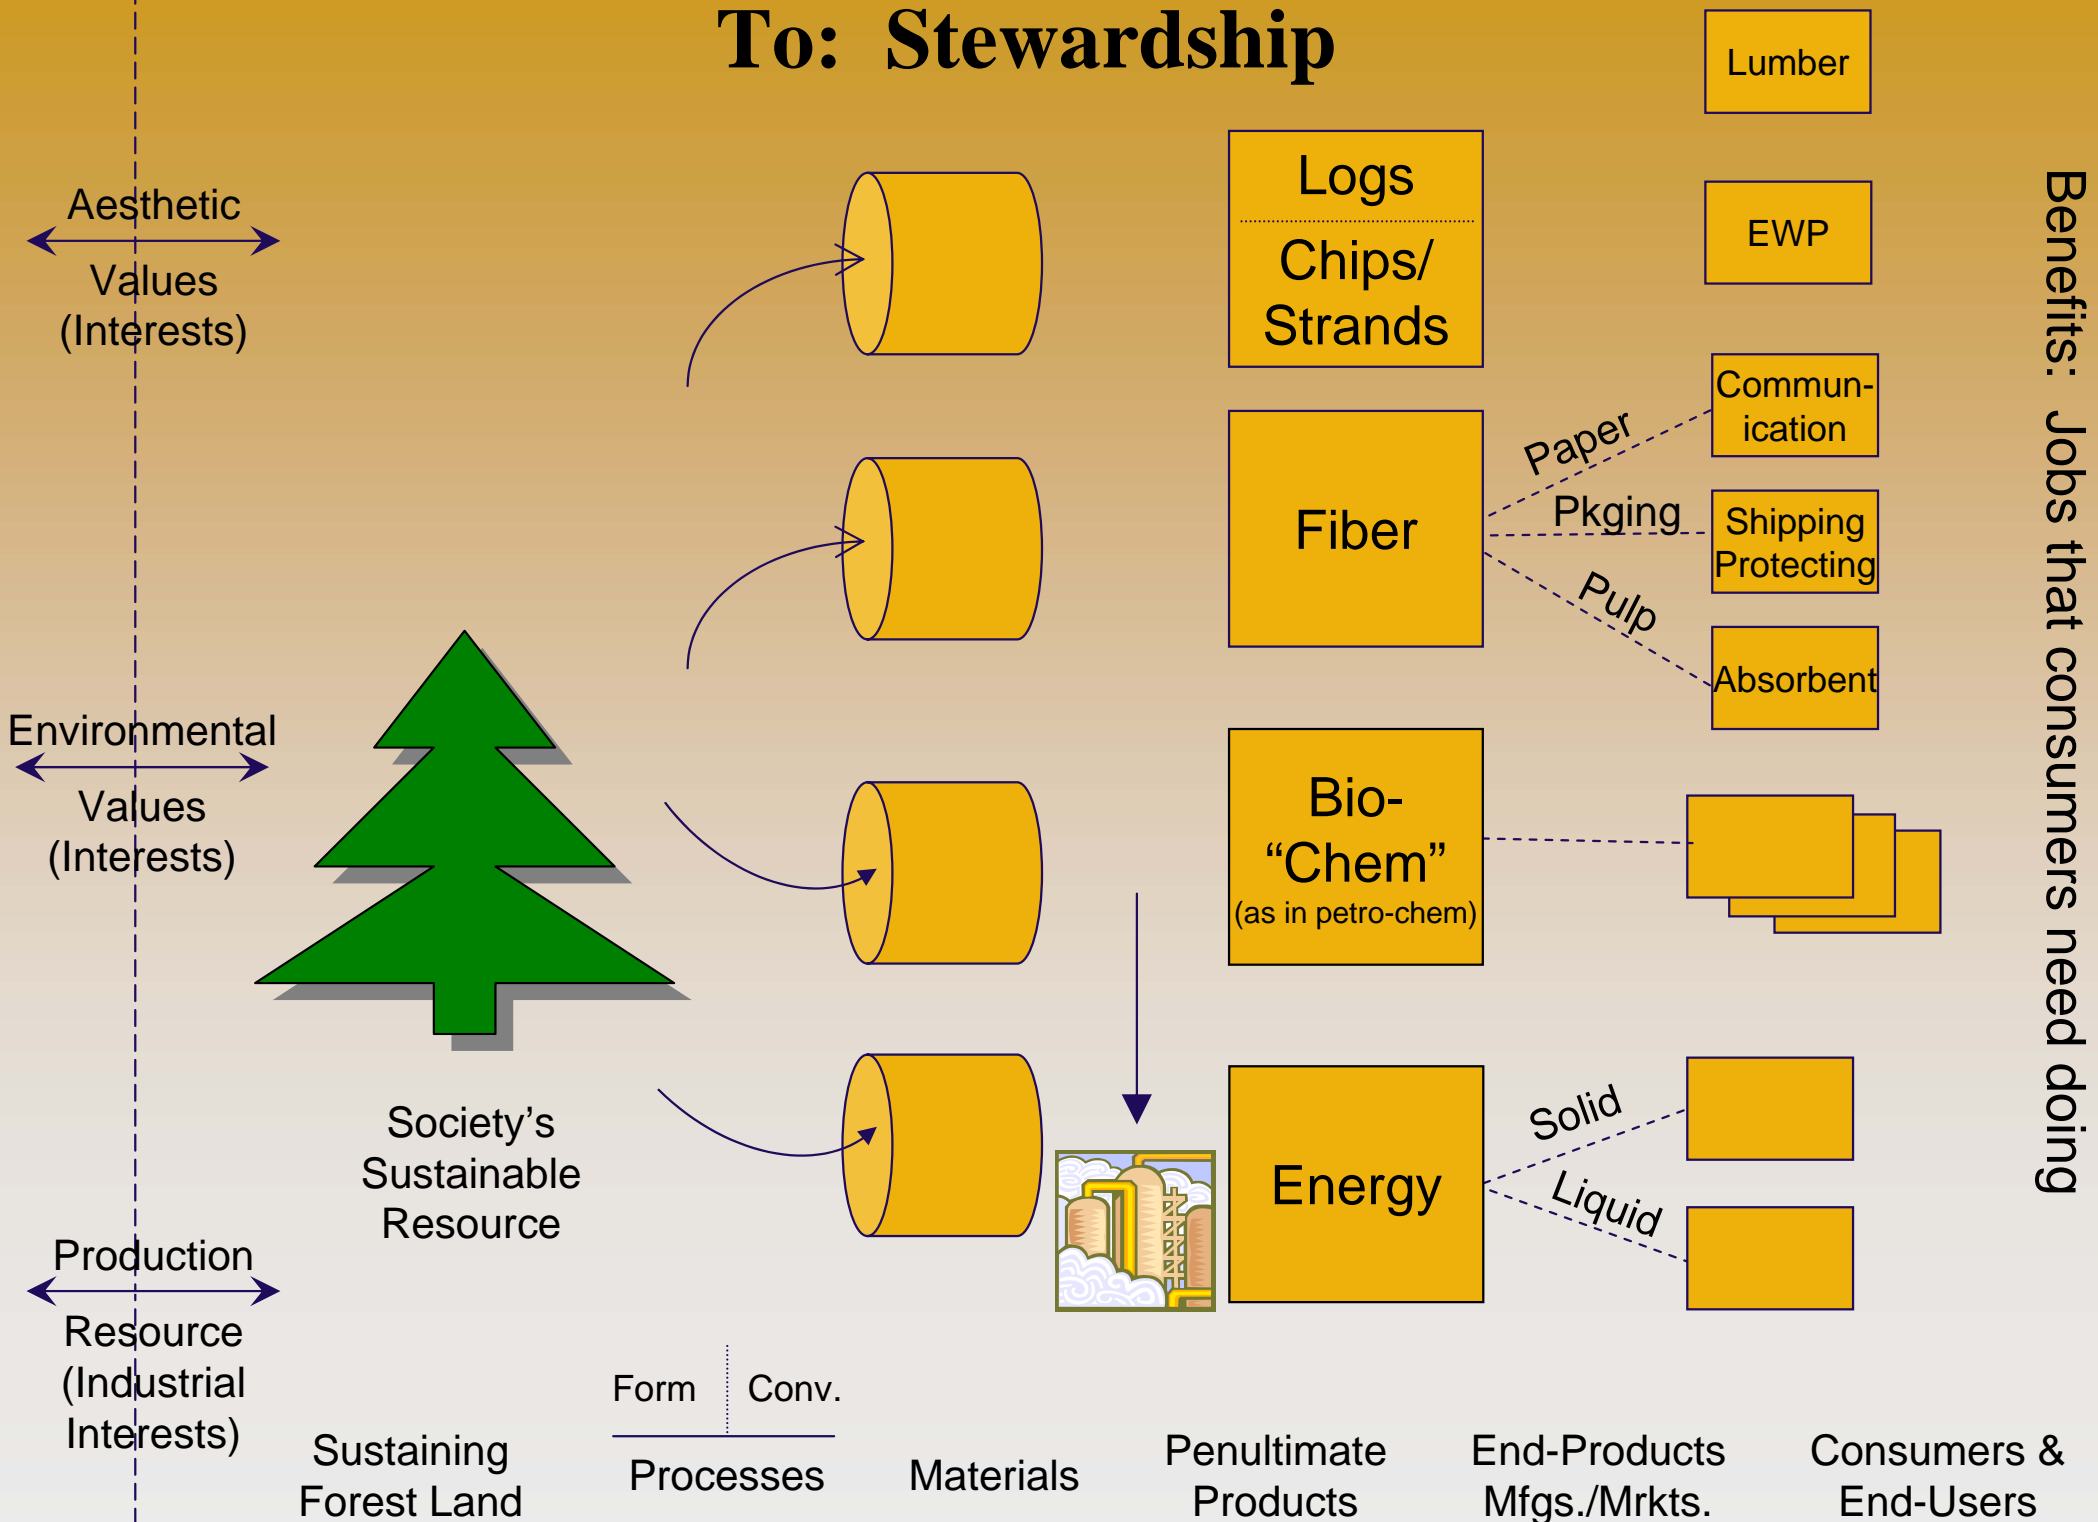 To: Stewardship
Aesthetic
Values
(Interests)
Environmental
Values
(Interests)
Production
Resource
(Industrial
Interests)
Society’s
Sustainable
Resource
Logs
Chips/
Strands
Fiber
Bio-
“Chem”
(as in petro-chem)
Energy
Paper
Pkging
Pulp
Solid
Liquid
Lumber
EWP
Commun-
ication
Shipping
Protecting
Absorbent
Benefits: Jobs that consumers need doing
Form
Conv.
Sustaining
Forest Land
Processes
Materials
Penultimate
Products
End-Products
Mfgs./Mrkts.
Consumers &
End-Users